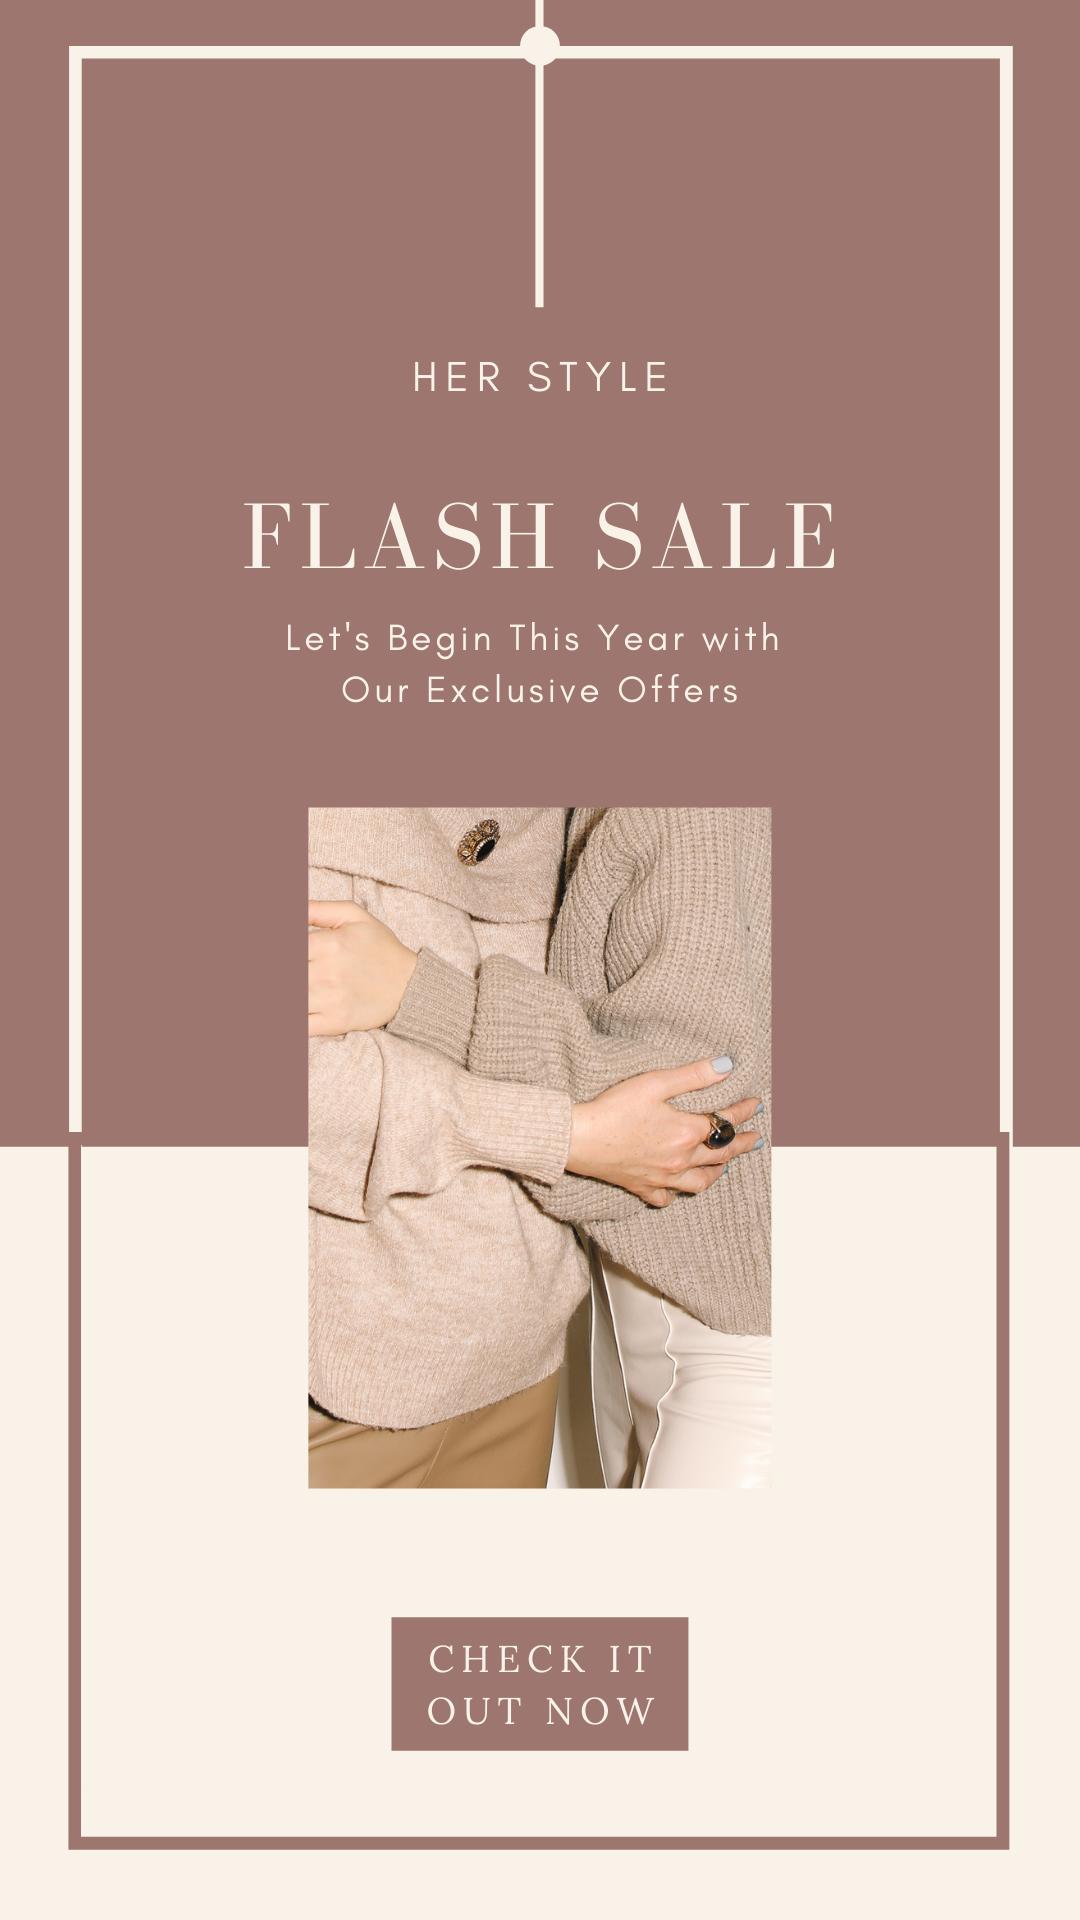 HER STYLE
FLASH SALE
Let's Begin This Year with
Our Exclusive Offers
CHECK IT
OUT NOW